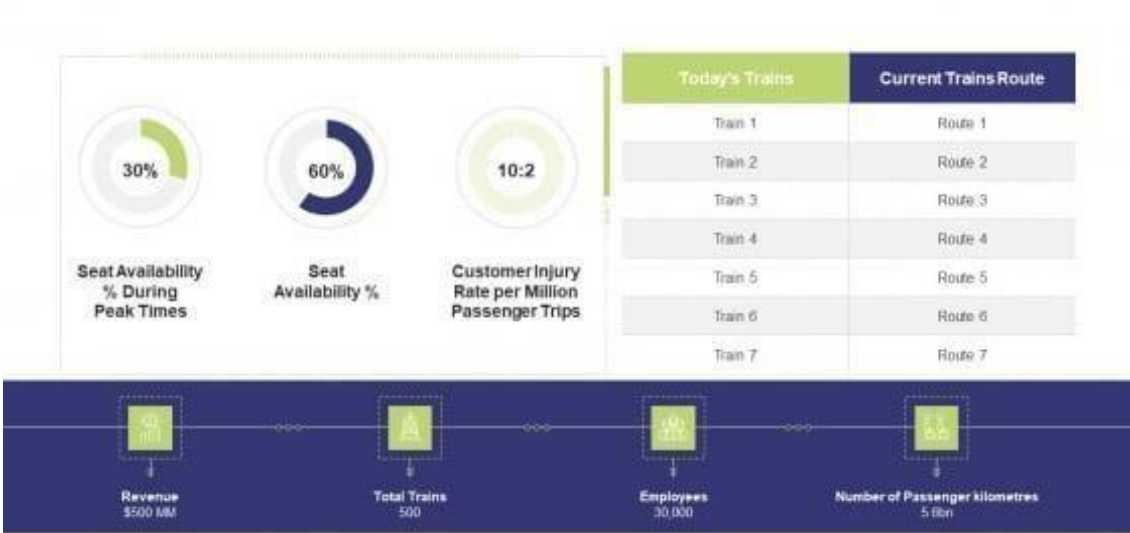 30%
60%
10:2
Seat Availability
% During
Peak Times
Seat
Availability %
Customer Injury
Rate per Million
Passenger Trips
Today's Trains Current Trains Route
Train 1 Route 1
Train 2 Route 2
Train 3 Route 3
Train 4 Route 4
Train 5 Route 5
Train 6 Route 6
Train 7 Route 7
Revenue
$500 MM
Total Trains
500
Employees
30,000
Number of Passenger kilometres